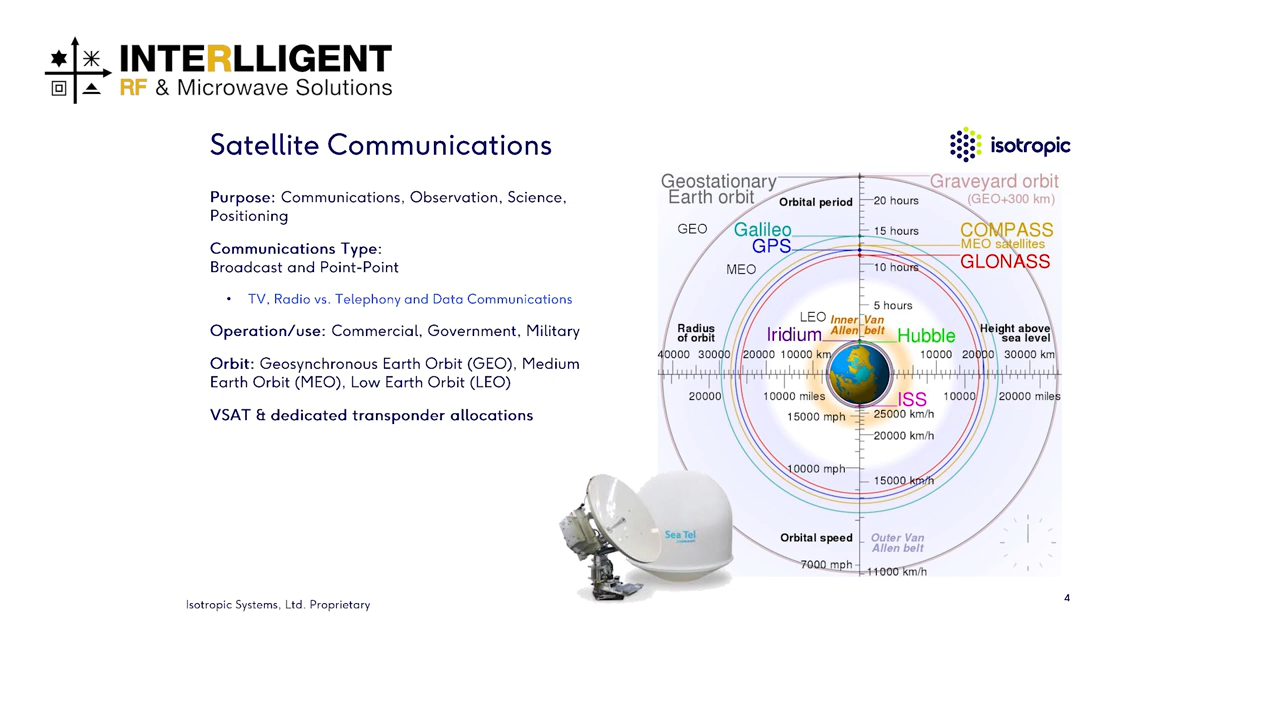 INTERLLIGENT
RF & Microwave Solutions
Satellite Communications
isotropic
Purpose: Communications, Observation, Science,
Positioning
Communications Type:
Broadcast and Point-Point
• TV, Radio vs. Telephony and Data Communications
Operation/use: Commercial, Government, Military
Orbit: Geosynchronous Earth Orbit (GEO), Medium
Earth Orbit (MEO), Low Earth Orbit (LEO)
VSAT & dedicated transponder allocations
Geostationary
Earth orbit
Graveyard orbit
(GEO+300 km)
Orbital period
20 hours
GEO
Galileo
15 hours
COMPASS
GPS
MEO satellites
MEO
10 hours
GLONASS
5 hours
LEO
Inner Van
Allen belt
Radius
of orbit
Iridium
Hubble
Height above
sea level
40000 30000 20000 10000 km
10000 20000 30000 km
20000 10000 miles
ISS
10000 20000 miles
15000 mph
25000 km/h
20000 km/h
10000 mph
15000 km/h
Orbital speed
Outer Van
Allen belt
7000 mph
11000 km/h
Sea Tel
Isotropic Systems, Ltd. Proprietary
4